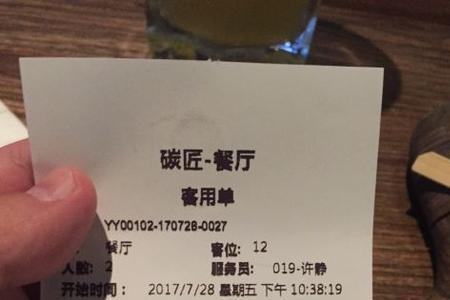 碳匠-餐厅
客用单
YY00102-170728-0027
餐厅 客位: 12
人数: 2 服务员: 019-许静
开始时间: 2017/7/28 星期五 下午 10:38:19